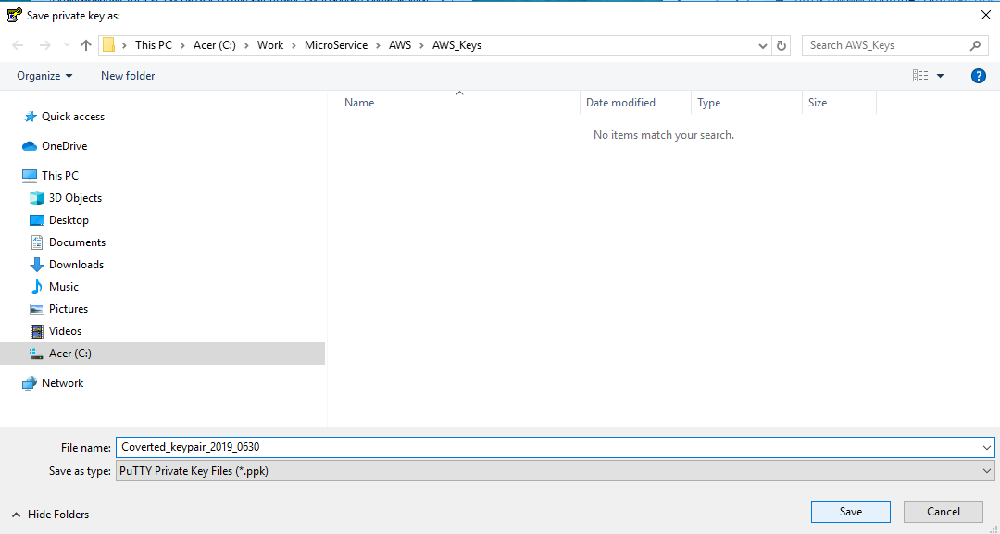 Save private key as:
This PC > Acer (C:) > Work > MicroService > AWS > AWS_Keys
Search AWS_Keys
Organize
New folder
?
Name
Date modified
Type
Size
No items match your search.
Quick access
OneDrive
This PC
3D Objects
Desktop
Documents
Downloads
Music
Pictures
Videos
Acer (C:)
Network
File name: Coverted_keypair_2019_0630
Save as type: PuTTY Private Key Files (*.ppk)
Hide Folders
Save
Cancel